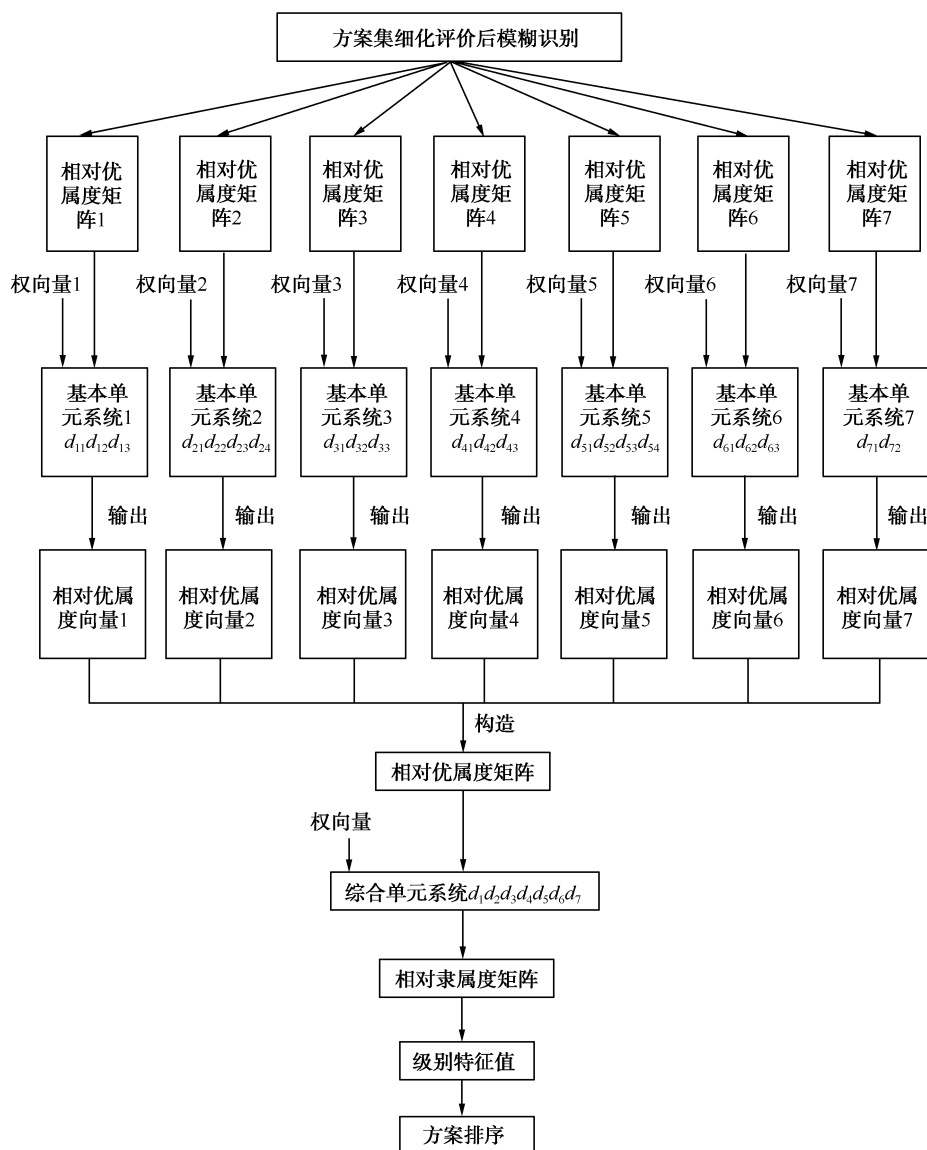 方案集细化评价后模糊识别
相对优
属度矩
阵1
相对优
属度矩
阵2
相对优
属度矩
阵3
相对优
属度矩
阵4
相对优
属度矩
阵5
相对优
属度矩
阵6
相对优
属度矩
阵7
权向量1
权向量2
权向量3
权向量4
权向量5
权向量6
权向量7
基本单
元系统1
d11d12d13
基本单
元系统2
d21d22d23d24
基本单
元系统3
d31d32d33
基本单
元系统4
d41d42d43
基本单
元系统5
d51d52d53d54
基本单
元系统6
d61d62d63
基本单
元系统7
d71d72
输出
输出
输出
输出
输出
输出
输出
相对优属
度向量1
相对优属
度向量2
相对优属
度向量3
相对优属
度向量4
相对优属
度向量5
相对优属
度向量6
相对优属
度向量7
构造
相对优属度矩阵
权向量
综合单元系统d1d2d3d4d5d6d7
相对隶属度矩阵
级别特征值
方案排序